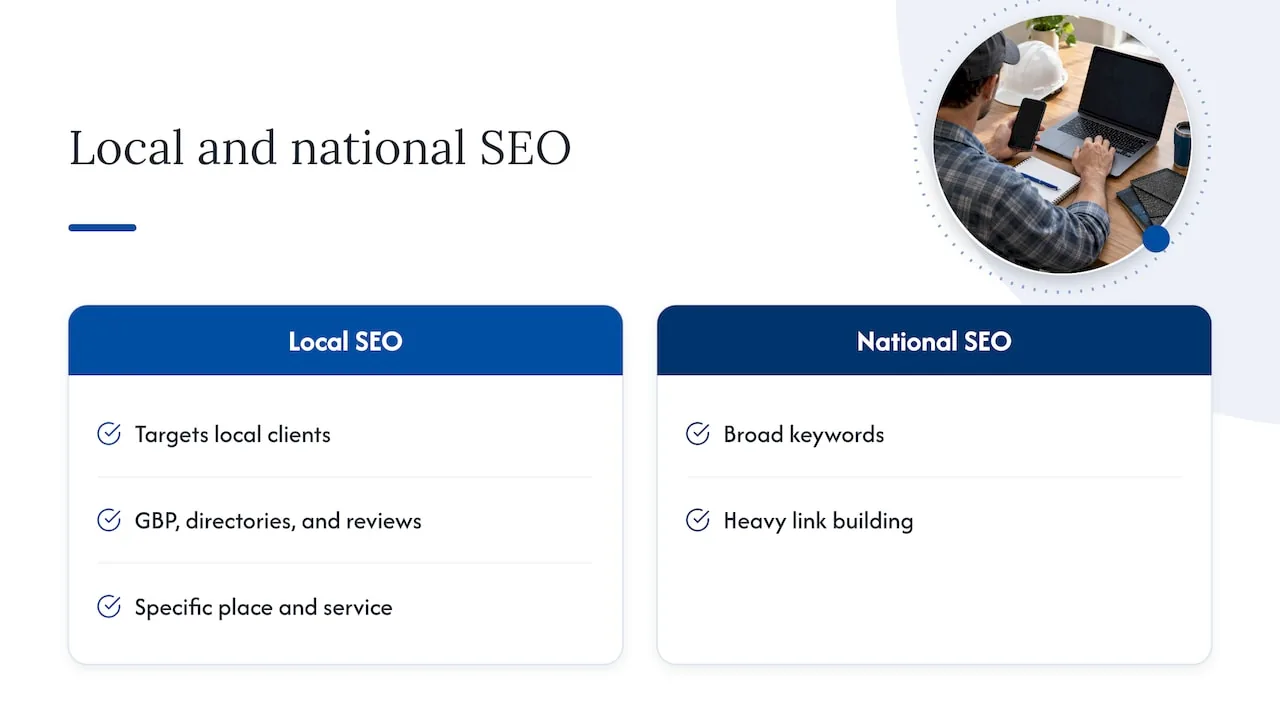 Local and national SEO
Local SEO
Targets local clients
GBP, directories, and reviews
Specific place and service
National SEO
Broad keywords
Heavy link building